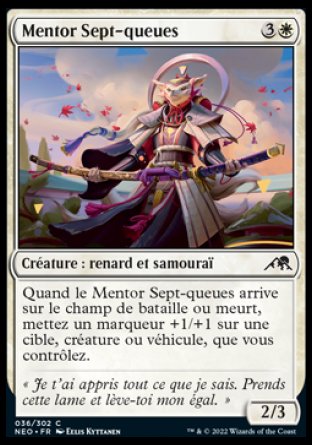 Mentor Sept-queues 3
Créature : renard et samouraï
Quand le Mentor Sept-queues arrive
sur le champ de bataille ou meurt,
mettez un marqueur +1/+1 sur une
cible, créature ou véhicule, que vous
contrôlez.
« Je t'ai appris tout ce que je sais. Prends
cette lame et lève-toi mon égal. »
2/3
036/302 C
NEO • FR Eelis Kyttanen
™ & © 2022 Wizards of the Coast